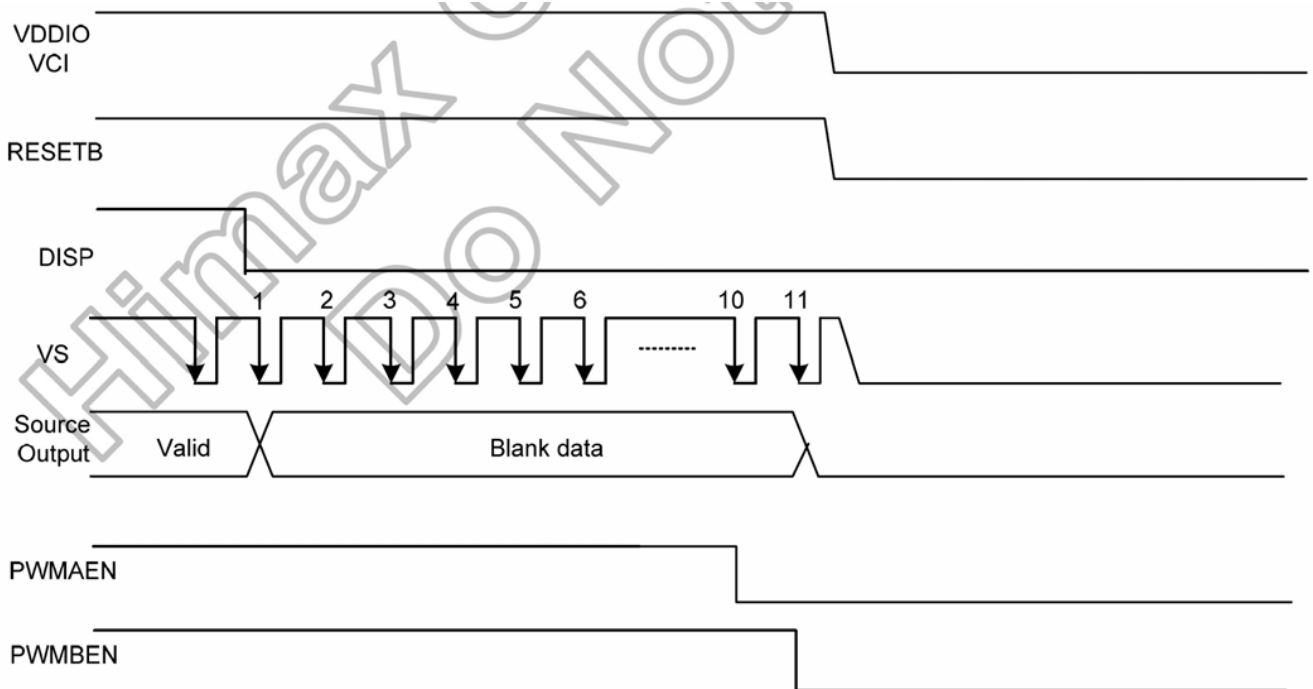 VDDIO
VCI
RESETB
DISP
1 2 3 4 5 6 10 11
VS
Source
Output
Valid
Blank data
PWMAEN
PWMBEN
Himax
Do Not